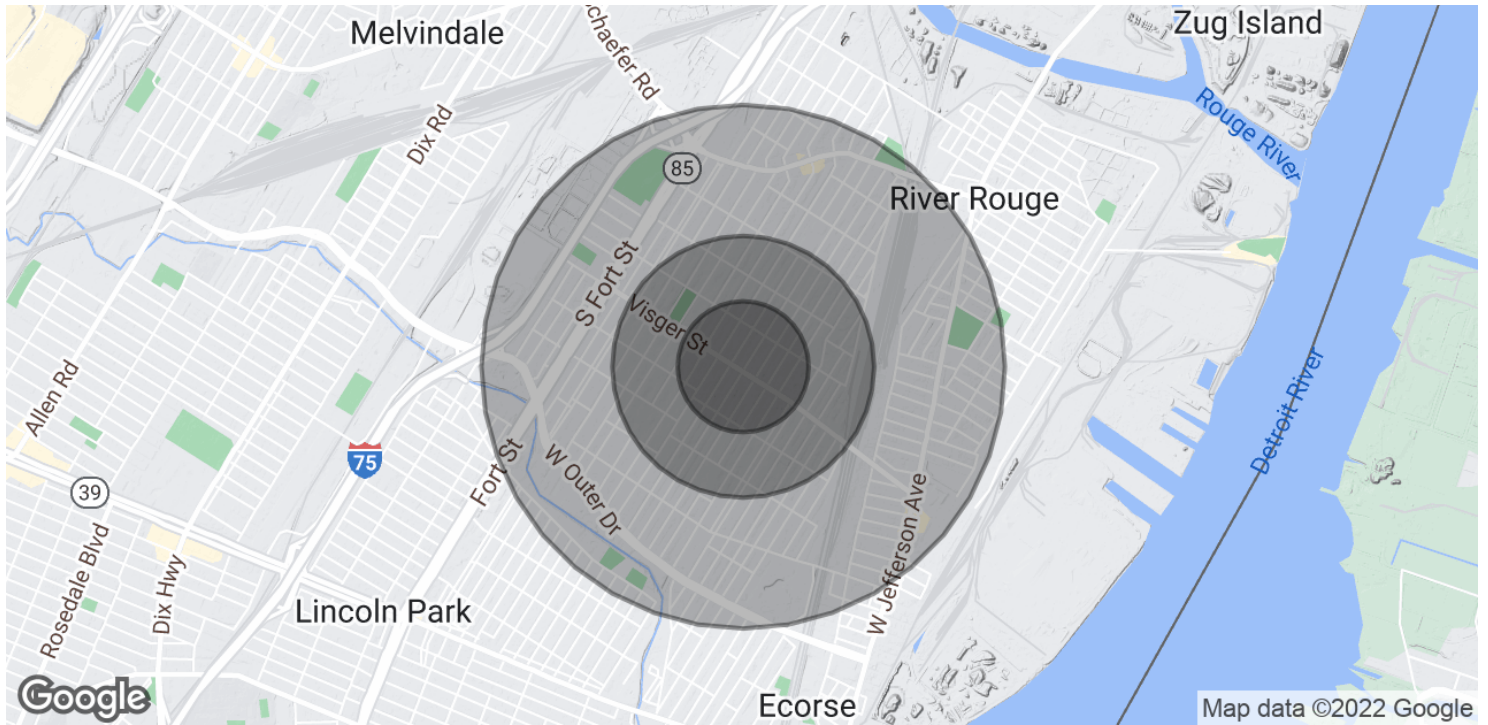 Melvindale
Zug Island
chaefer Rd
Dix Rd
Rouge River
85
River Rouge
S Fort St
Visger St
Allen Rd
Detroit River
75
Fort St
W Outer Dr
39
W Jefferson Ave
Rosedale Blvd
Dix Hwy
Lincoln Park
Google
Ecorse
Map data ©2022 Google